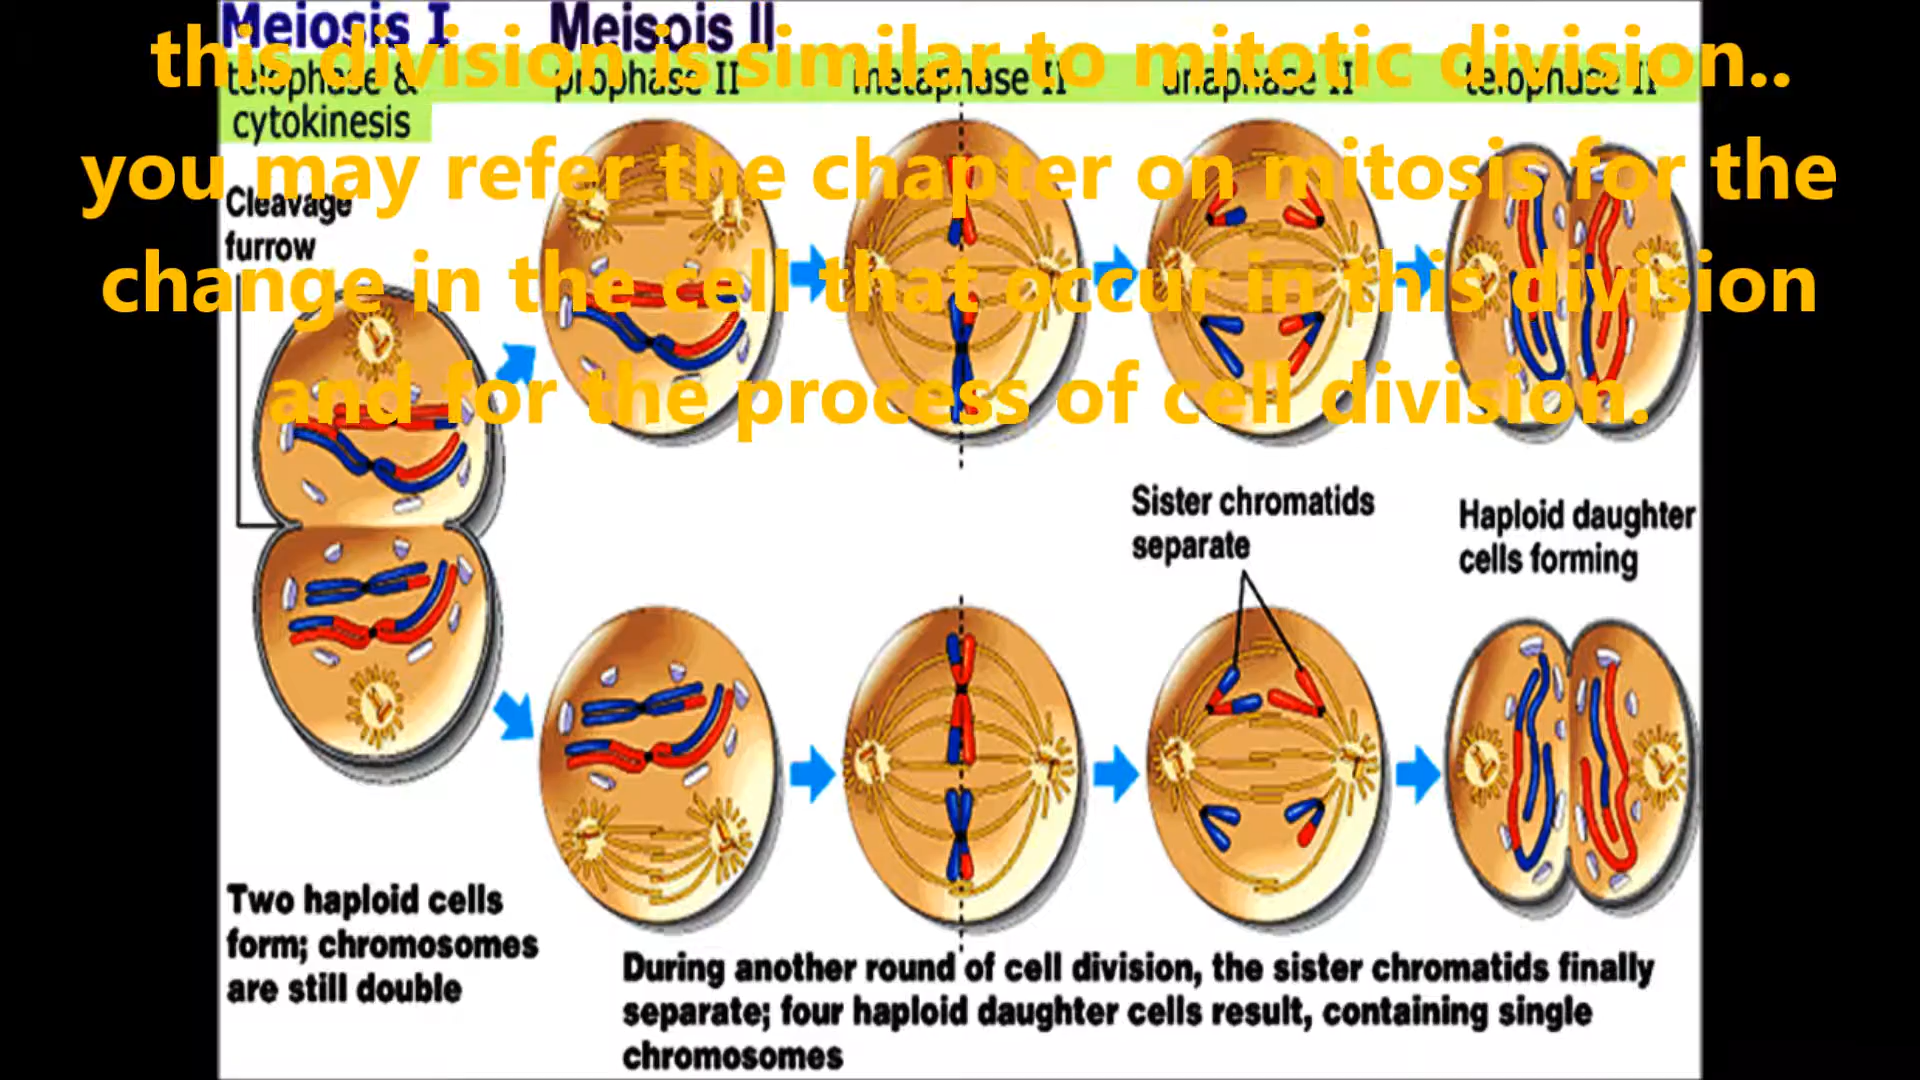 Meiosis I
Meisois II
this division is similar to mitotic division..
telophase &
cytokinesis
prophase II
metaphase II
anaphase II
telophase II
you may refer the chapter on mitosis for the
change in the cell that occur in this division
and for the process of cell division.
Cleavage
furrow
Sister chromatids
separate
Haploid daughter
cells forming
Two haploid cells
form; chromosomes
are still double
During another round of cell division, the sister chromatids finally
separate; four haploid daughter cells result, containing single
chromosomes